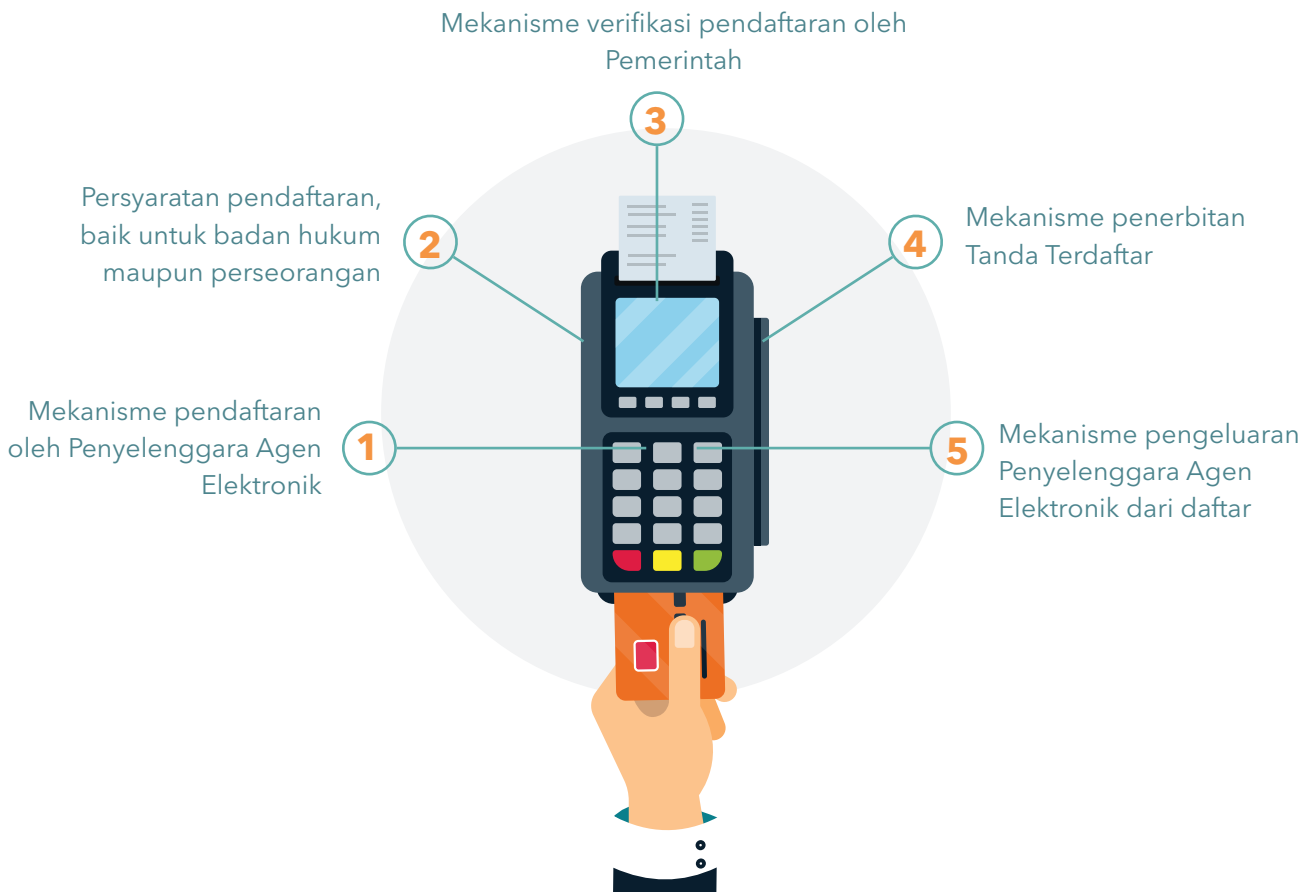 Mekanisme verifikasi pendaftaran oleh
Pemerintah
3
Persyaratan pendaftaran,
baik untuk badan hukum
maupun perseorangan
2
4
Mekanisme penerbitan
Tanda Terdaftar
Mekanisme pendaftaran
oleh Penyelenggara Agen
Elektronik
1
5
Mekanisme pengeluaran
Penyelenggara Agen
Elektronik dari daftar